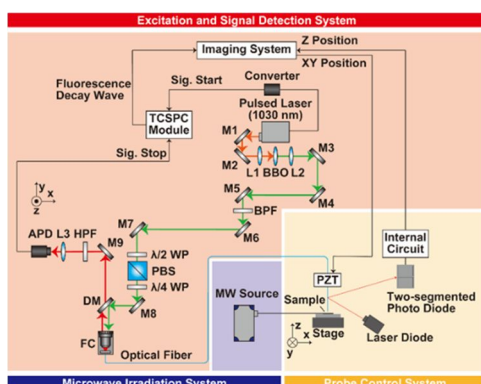 Excitation and Signal Detection System
Imaging System
Z Position
XY Position
Fluorescence
Decay Wave
Sig. Start
Converter
Pulsed Laser
(1030 nm)
TCSPC
Module
Sig. Stop
M1
M2
M3
L1 BBO L2
M5
M4
BPF
M6
y
x
z
APD L3 HPF
M9
M7
λ/2 WP
PBS
λ/4 WP
DM
M8
FC
Optical Fiber
MW Source
PZT
Sample
Stage
Internal
Circuit
Two-segmented
Photo Diode
Laser Diode
z
x
y
Microwave Irradiation System
Probe Control System